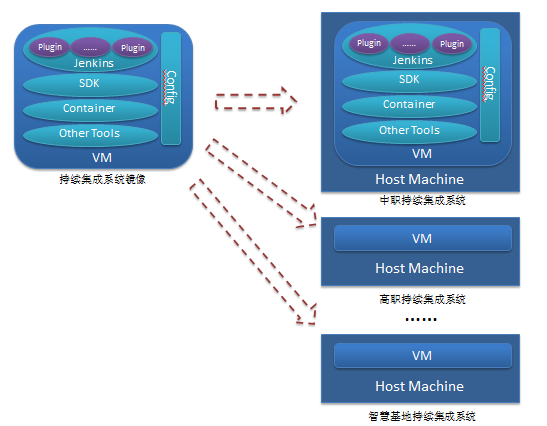 Plugin
......
Plugin
Jenkins
SDK
Container
Other Tools
Config
VM
持续集成系统镜像
Plugin
......
Plugin
Jenkins
SDK
Container
Other Tools
Config
VM
Host Machine
中职持续集成系统
VM
Host Machine
高职持续集成系统
......
VM
Host Machine
智慧基地持续集成系统